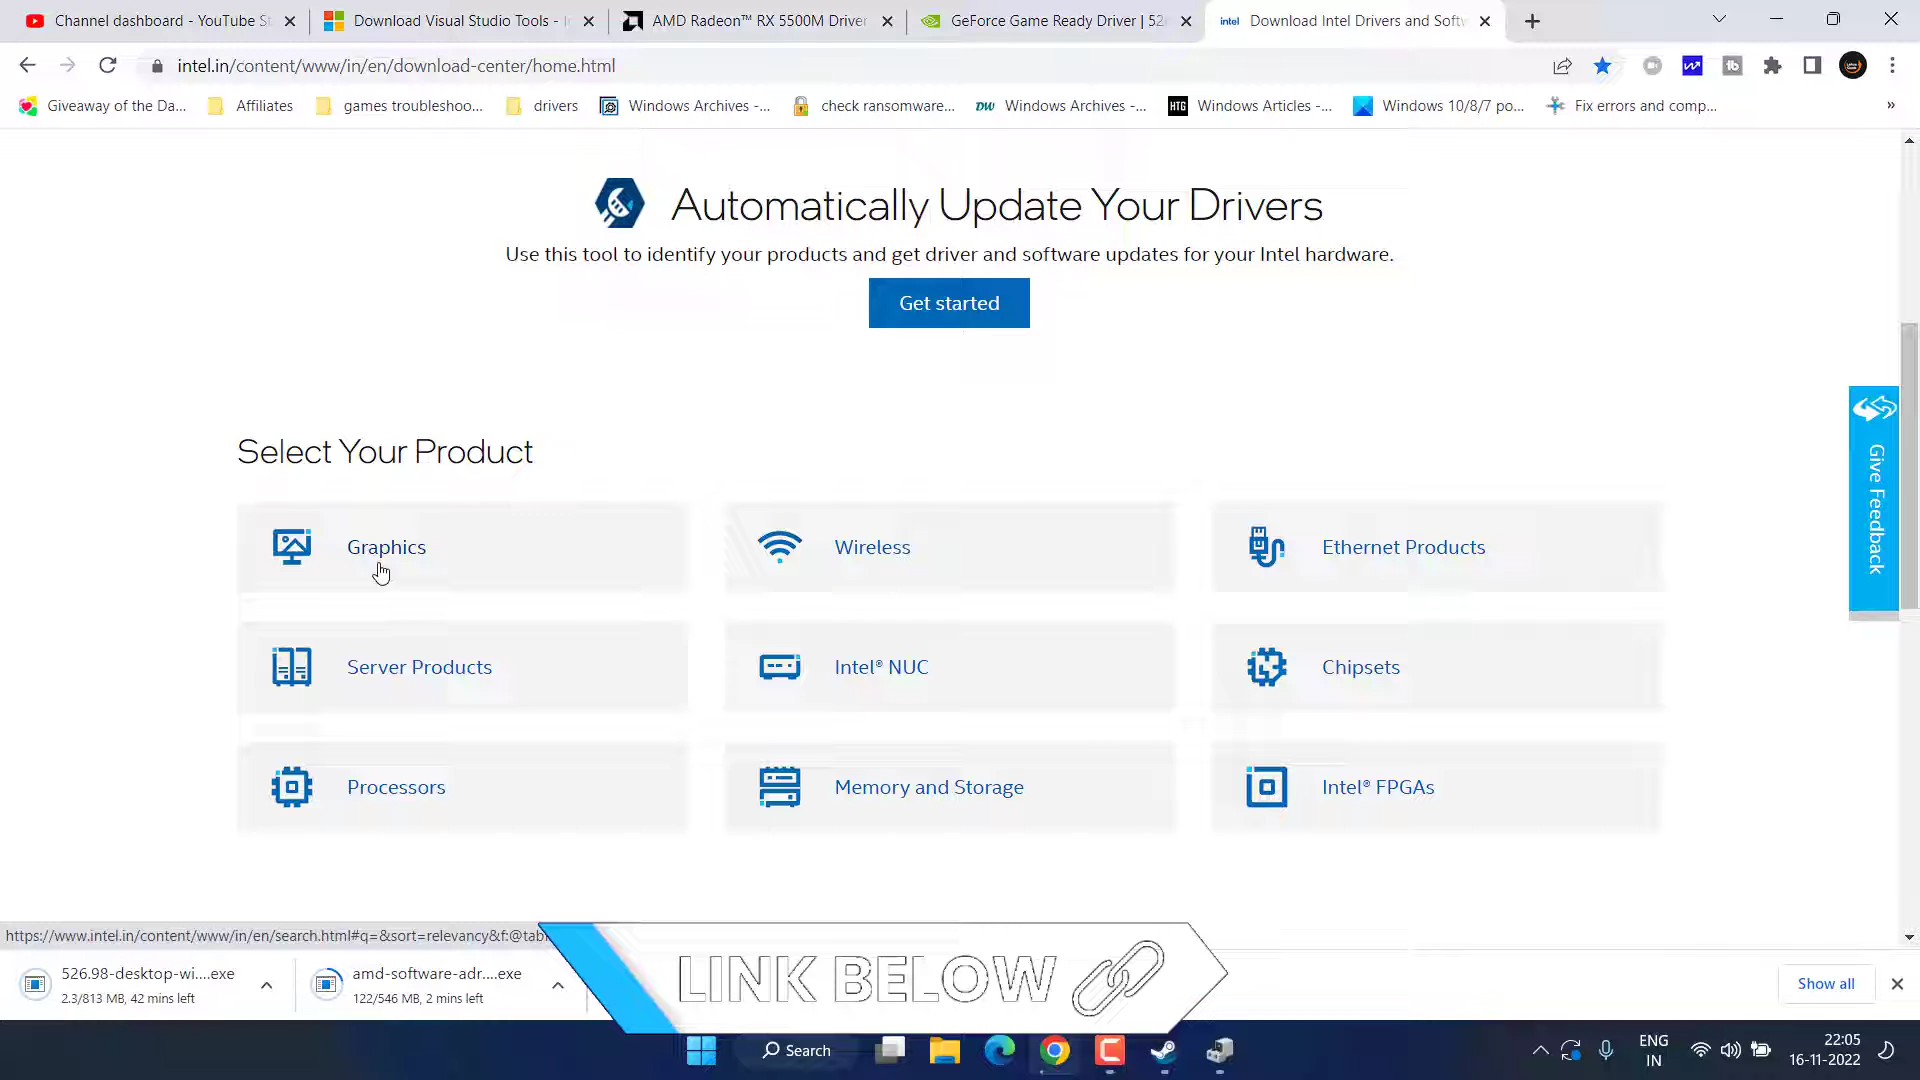 Channel dashboard - YouTube St
Download Visual Studio Tools - I
AMD Radeon™ RX 5500M Driver
GeForce Game Ready Driver | 52
intel
Download Intel Drivers and Softw
intel.in/content/www/in/en/download-center/home.html
Giveaway of the Da...
Affiliates
games troubleshoo...
drivers
Windows Archives -...
check ransomware...
DW
Windows Archives -...
HTG
Windows Articles -...
Windows 10/8/7 po...
Fix errors and comp...
»
Automatically Update Your Drivers
Use this tool to identify your products and get driver and software updates for your Intel hardware.
Get started
Give Feedback
Select Your Product
Graphics
Wireless
Ethernet Products
Server Products
Intel® NUC
Chipsets
Processors
Memory and Storage
Intel® FPGAs
https://www.intel.in/content/www/in/en/search.html#q=&sort=relevancy&f:@tab
526.98-desktop-wi....exe
2.3/813 MB, 42 mins left
amd-software-adr....exe
122/546 MB, 2 mins left
LINK BELOW
Show all
Search
ENG
IN
22:05
16-11-2022